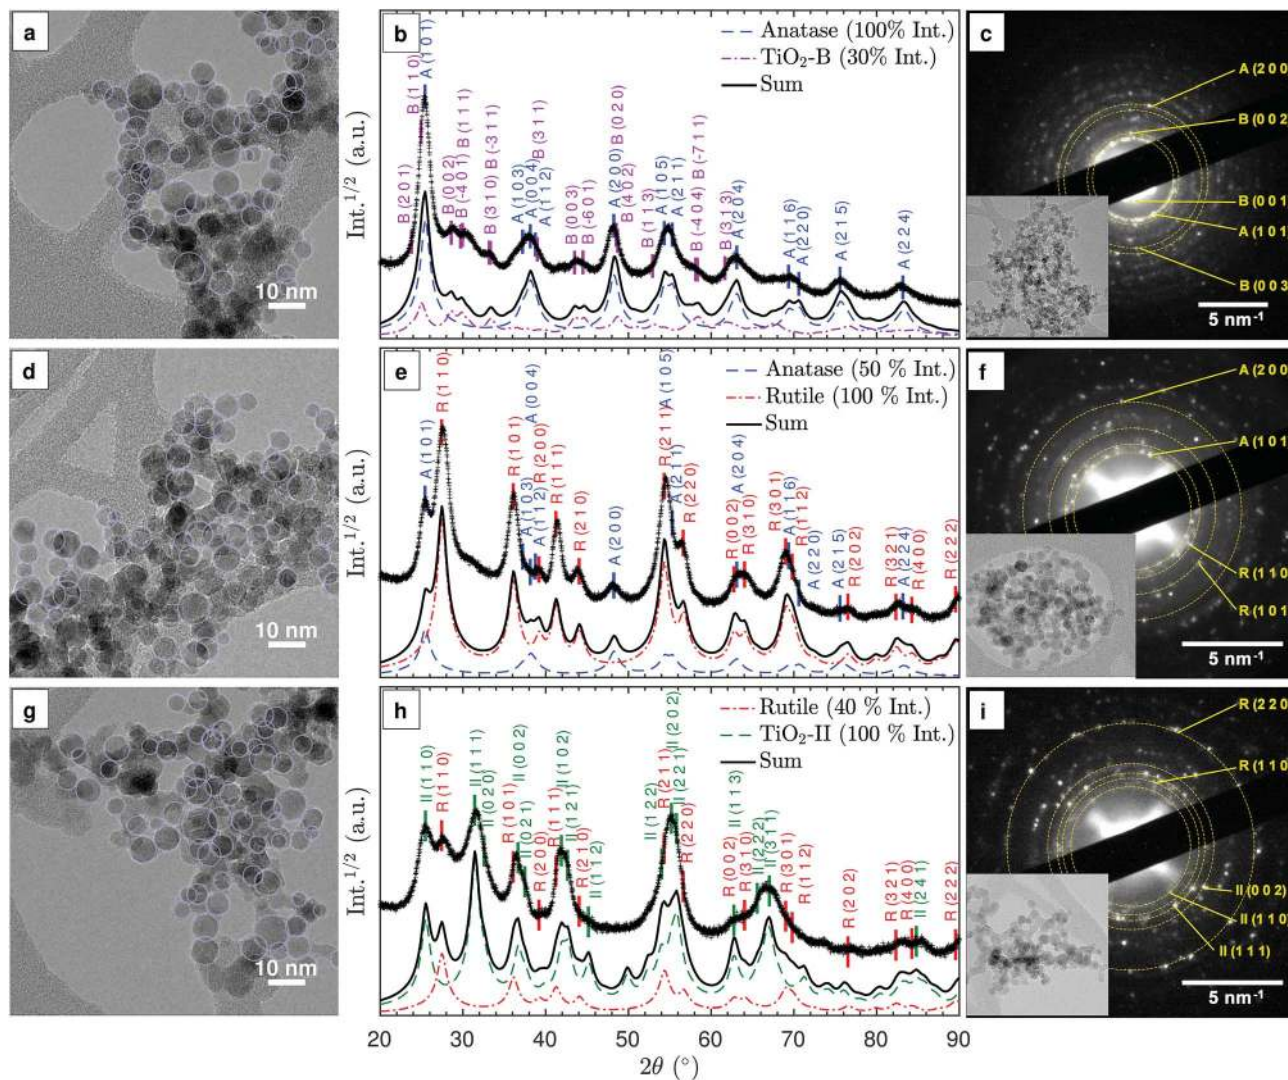 a
10 nm
b
Anatase (100% Int.)
TiO2-B (30% Int.)
Sum
Int.^1/2 (a.u.)
B (2 0 1)
B (1 1 0)
A (1 0 1)
B (0 0 2)
B (-4 0 1)
B (1 1 1)
B (3 1 0)
B (-3 1 1)
A (1 0 3)
A (0 0 4)
A (1 1 2)
B (3 1 1)
B (0 0 3)
B (-6 0 1)
A (2 0 0)
B (0 2 0)
B (4 0 2)
B (1 1 3)
A (1 0 5)
A (2 1 1)
B (-4 0 4)
B (-7 1 1)
B (3 1 3)
A (2 0 4)
A (1 1 6)
A (2 2 0)
A (2 1 5)
A (2 2 4)
c
A (2 0 0)
B (0 0 2)
B (0 0 1)
A (1 0 1)
B (0 0 3)
5 nm-1
d
10 nm
e
Anatase (50 % Int.)
Rutile (100 % Int.)
Sum
Int.^1/2 (a.u.)
A (1 0 1)
R (1 1 0)
R (1 0 1)
A (1 0 3)
A (0 0 4)
A (1 1 2)
R (2 0 0)
R (1 1 1)
R (2 1 0)
A (2 0 0)
A (1 0 5)
R (2 1 1)
A (2 1 1)
R (2 2 0)
R (0 0 2)
A (2 0 4)
R (3 1 0)
R (3 0 1)
A (1 1 6)
R (1 1 2)
A (2 2 0)
A (2 1 5)
R (2 0 2)
R (3 2 1)
A (2 2 4)
R (4 0 0)
R (2 2 2)
f
A (2 0 0)
A (1 0 1)
R (1 1 0)
R (1 0 1)
5 nm-1
g
10 nm
h
Rutile (40 % Int.)
TiO2-II (100 % Int.)
Sum
Int.^1/2 (a.u.)
II (1 1 0)
R (1 1 0)
II (1 1 1)
II (0 2 0)
R (1 0 1)
II (0 0 2)
II (0 2 1)
R (2 0 0)
R (1 1 1)
II (1 0 2)
II (1 2 1)
R (2 1 0)
II (1 1 2)
II (1 2 2)
R (2 1 1)
II (2 0 2)
II (2 2 1)
R (2 2 0)
R (0 0 2)
II (1 1 3)
R (3 1 0)
II (2 2 2)
II (3 1 1)
R (3 0 1)
R (1 1 2)
R (2 0 2)
R (3 2 1)
R (4 0 0)
II (2 4 1)
R (2 2 2)
20 30 40 50 60 70 80 90
2θ (°)
i
R (2 2 0)
R (1 1 0)
II (0 0 2)
II (1 1 0)
II (1 1 1)
5 nm-1